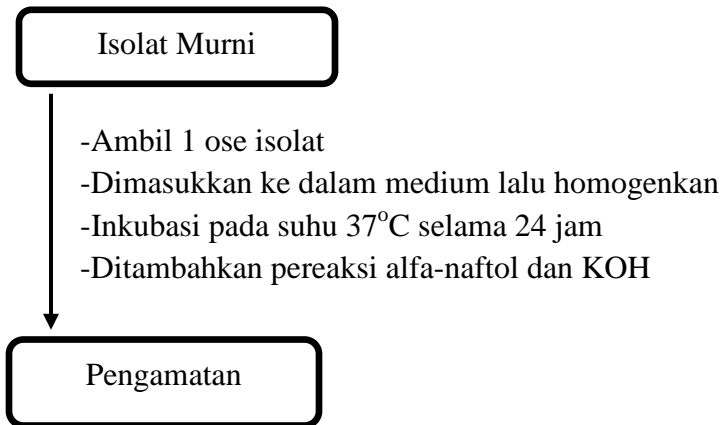 Isolat Murni
-Ambil 1 ose isolat
-Dimasukkan ke dalam medium lalu homogenkan
-Inkubasi pada suhu 37°C selama 24 jam
-Ditambahkan pereaksi alfa-naftol dan KOH
Pengamatan